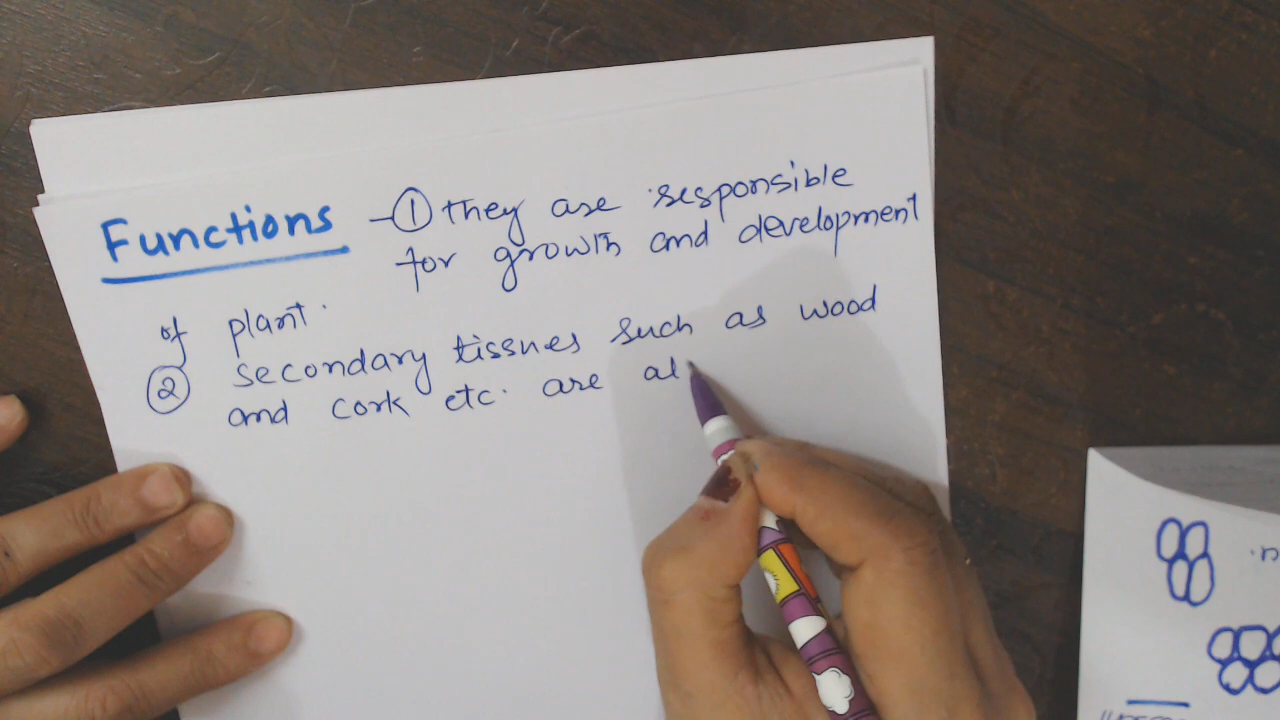 Functions - ① they are responsible
for growth and development
of plant.
② secondary tissues such as wood
and cork etc. are al